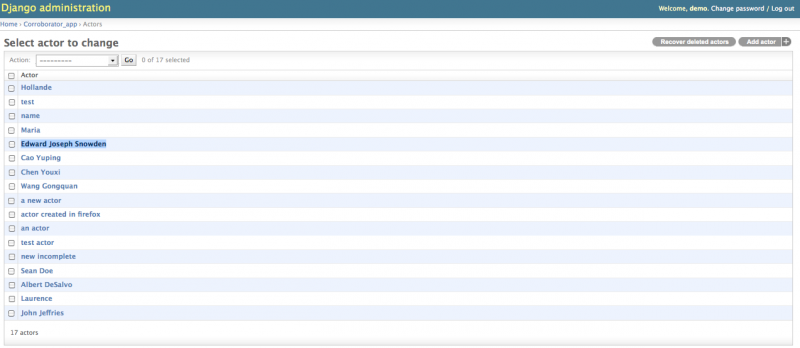 Django administration
Welcome, demo. Change password / Log out
Home › Corroborator_app › Actors
Select actor to change
Recover deleted actors
Add actor +
Action: --------- Go 0 of 17 selected
Actor
Hollande
test
name
Maria
Edward Joseph Snowden
Cao Yuping
Chen Youxi
Wang Gongquan
a new actor
actor created in firefox
an actor
test actor
new incomplete
Sean Doe
Albert DeSalvo
Laurence
John Jeffries
17 actors